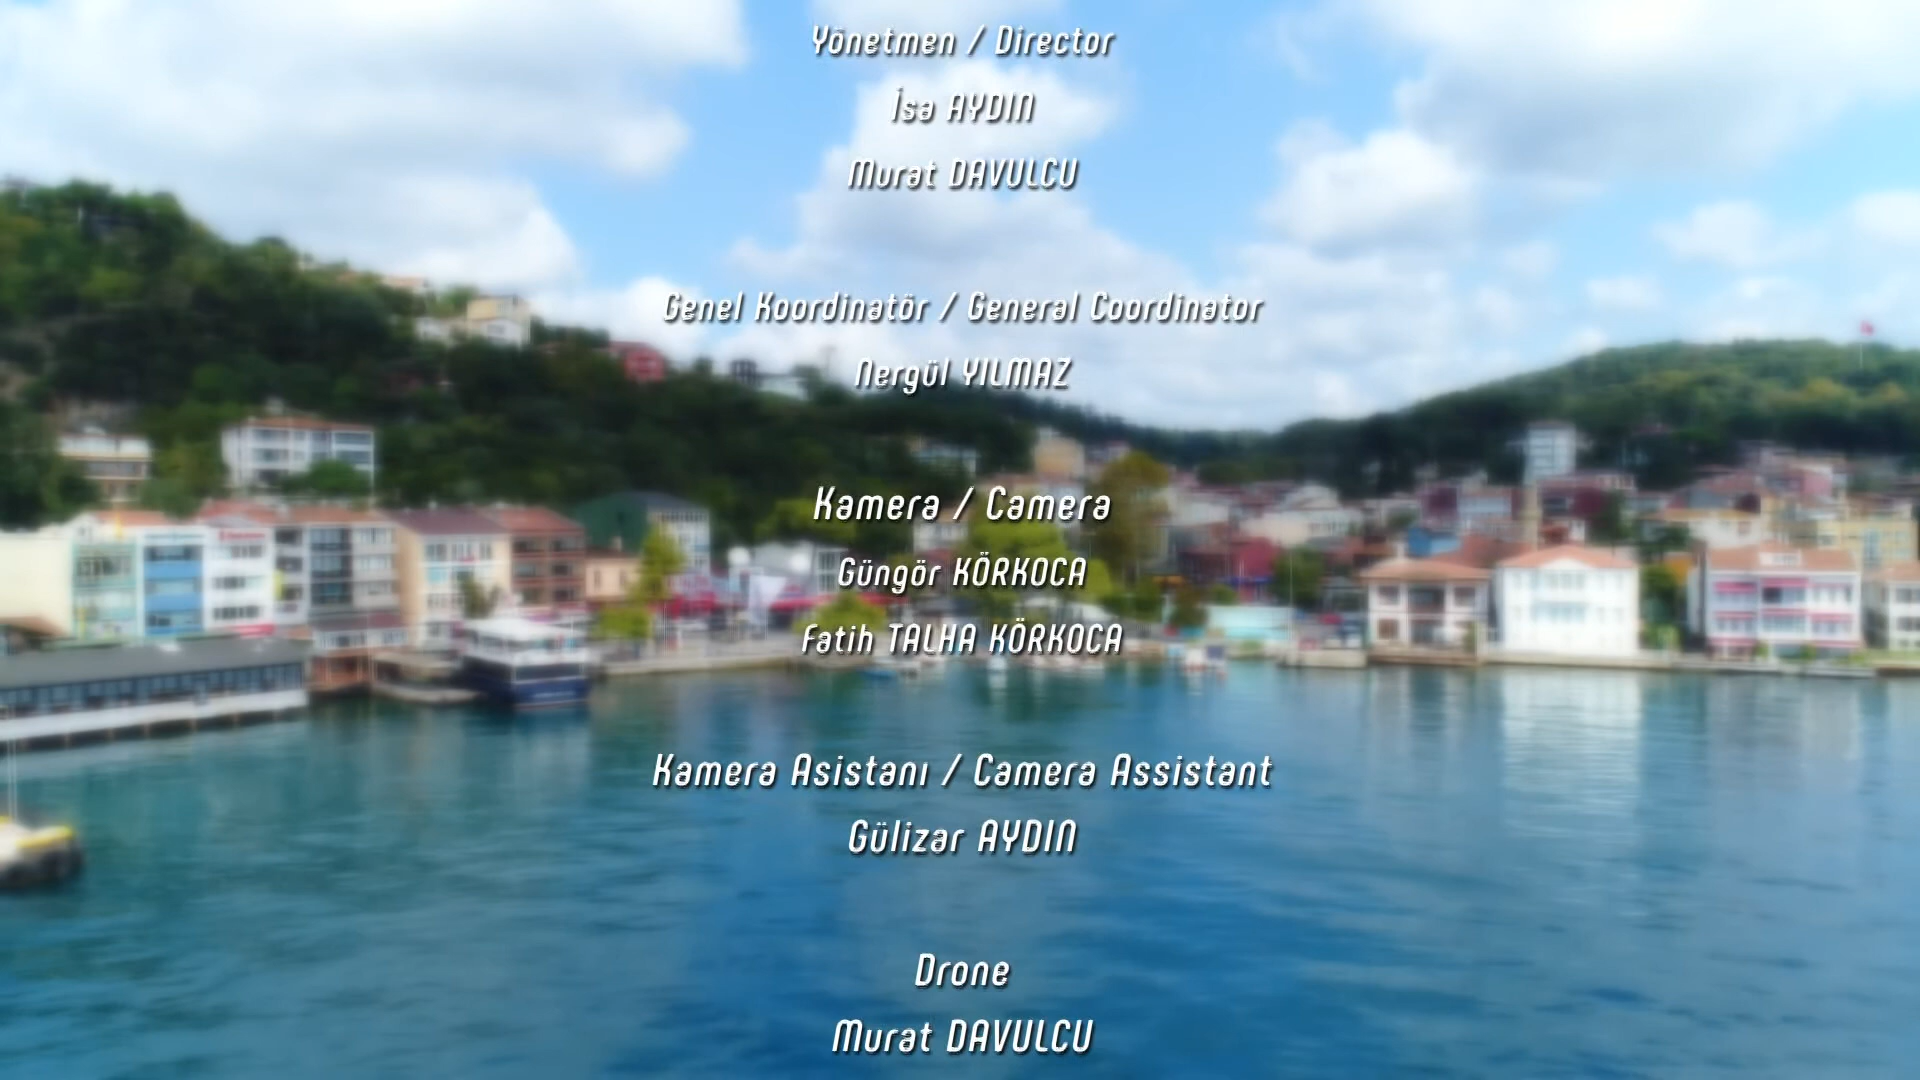 Yönetmen / Director
İsa AYDIN
Murat DAVULCU
Genel Koordinatör / General Coordinator
Nergül YILMAZ
Kamera / Camera
Güngör KÖRKOCA
Fatih TALHA KÖRKOCA
Kamera Asistanı / Camera Assistant
Gülizar AYDIN
Drone
Murat DAVULCU